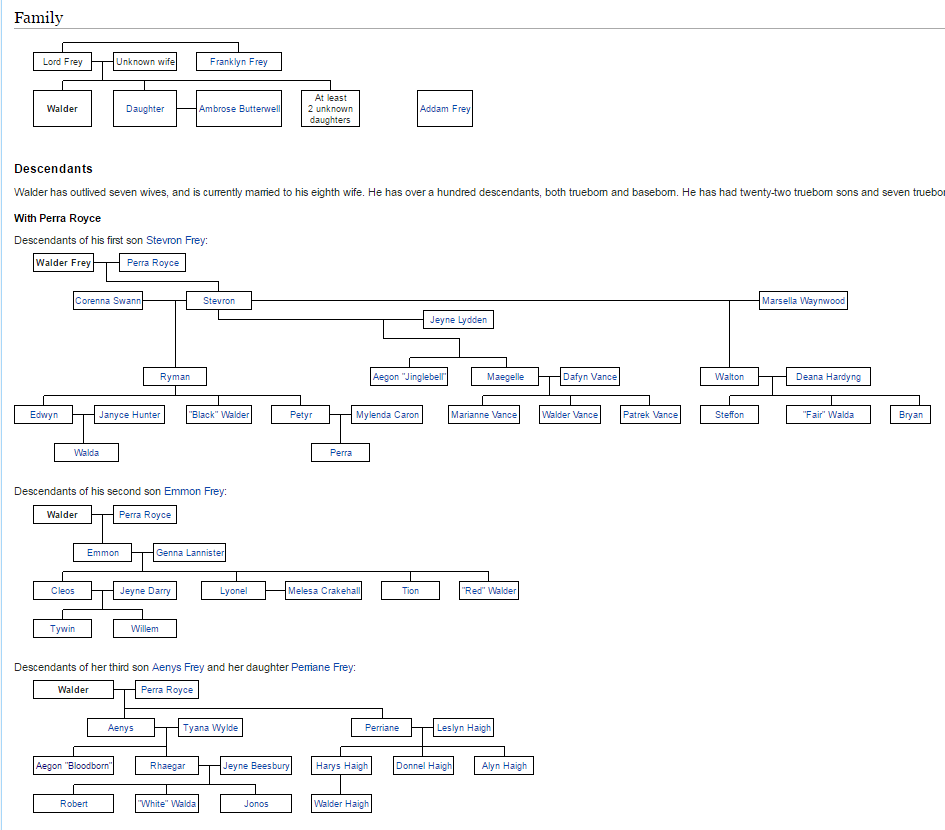 Family
Lord Frey Unknown wife Franklyn Frey
Walder Daughter Ambrose Butterwell At least 2 unknown daughters Addam Frey
Descendants
Walder has outlived seven wives, and is currently married to his eighth wife. He has over a hundred descendants, both trueborn and baseborn. He has had twenty-two trueborn sons and seven truebor
With Perra Royce
Descendants of his first son Stevron Frey:
Walder Frey Perra Royce
Corenna Swann Stevron Marsella Waynwood
Jeyne Lydden
Ryman Aegon "Jinglebell" Maegelle Dafyn Vance Walton Deana Hardyng
Edwyn Janyce Hunter "Black" Walder Petyr Mylenda Caron Marianne Vance Walder Vance Patrek Vance Steffon "Fair" Walda Bryan
Walda Perra
Descendants of his second son Emmon Frey:
Walder Perra Royce
Emmon Genna Lannister
Cleos Jeyne Darry Lyonel Melesa Crakehall Tion "Red" Walder
Tywin Willem
Descendants of her third son Aenys Frey and her daughter Perriane Frey:
Walder Perra Royce
Aenys Tyana Wylde Perriane Leslyn Haigh
Aegon "Bloodborn" Rhaegar Jeyne Beesbury Harys Haigh Donnel Haigh Alyn Haigh
Robert "White" Walda Jonos Walder Haigh